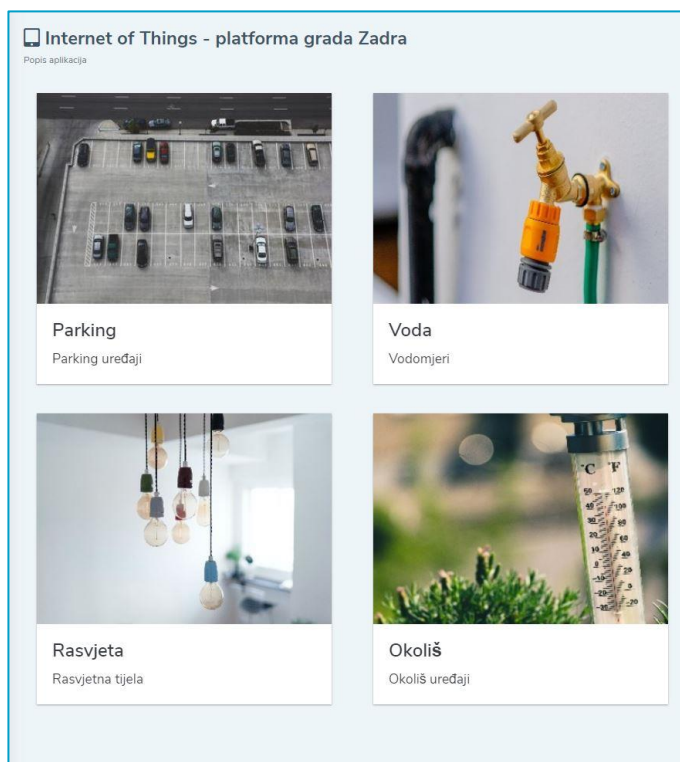 Internet of Things - platforma grada Zadra
Popis aplikacija
Parking
Parking uređaji
Voda
Vodomjeri
°C °F
Rasvjeta
Rasvjetna tijela
Okoliš
Okoliš uređaji